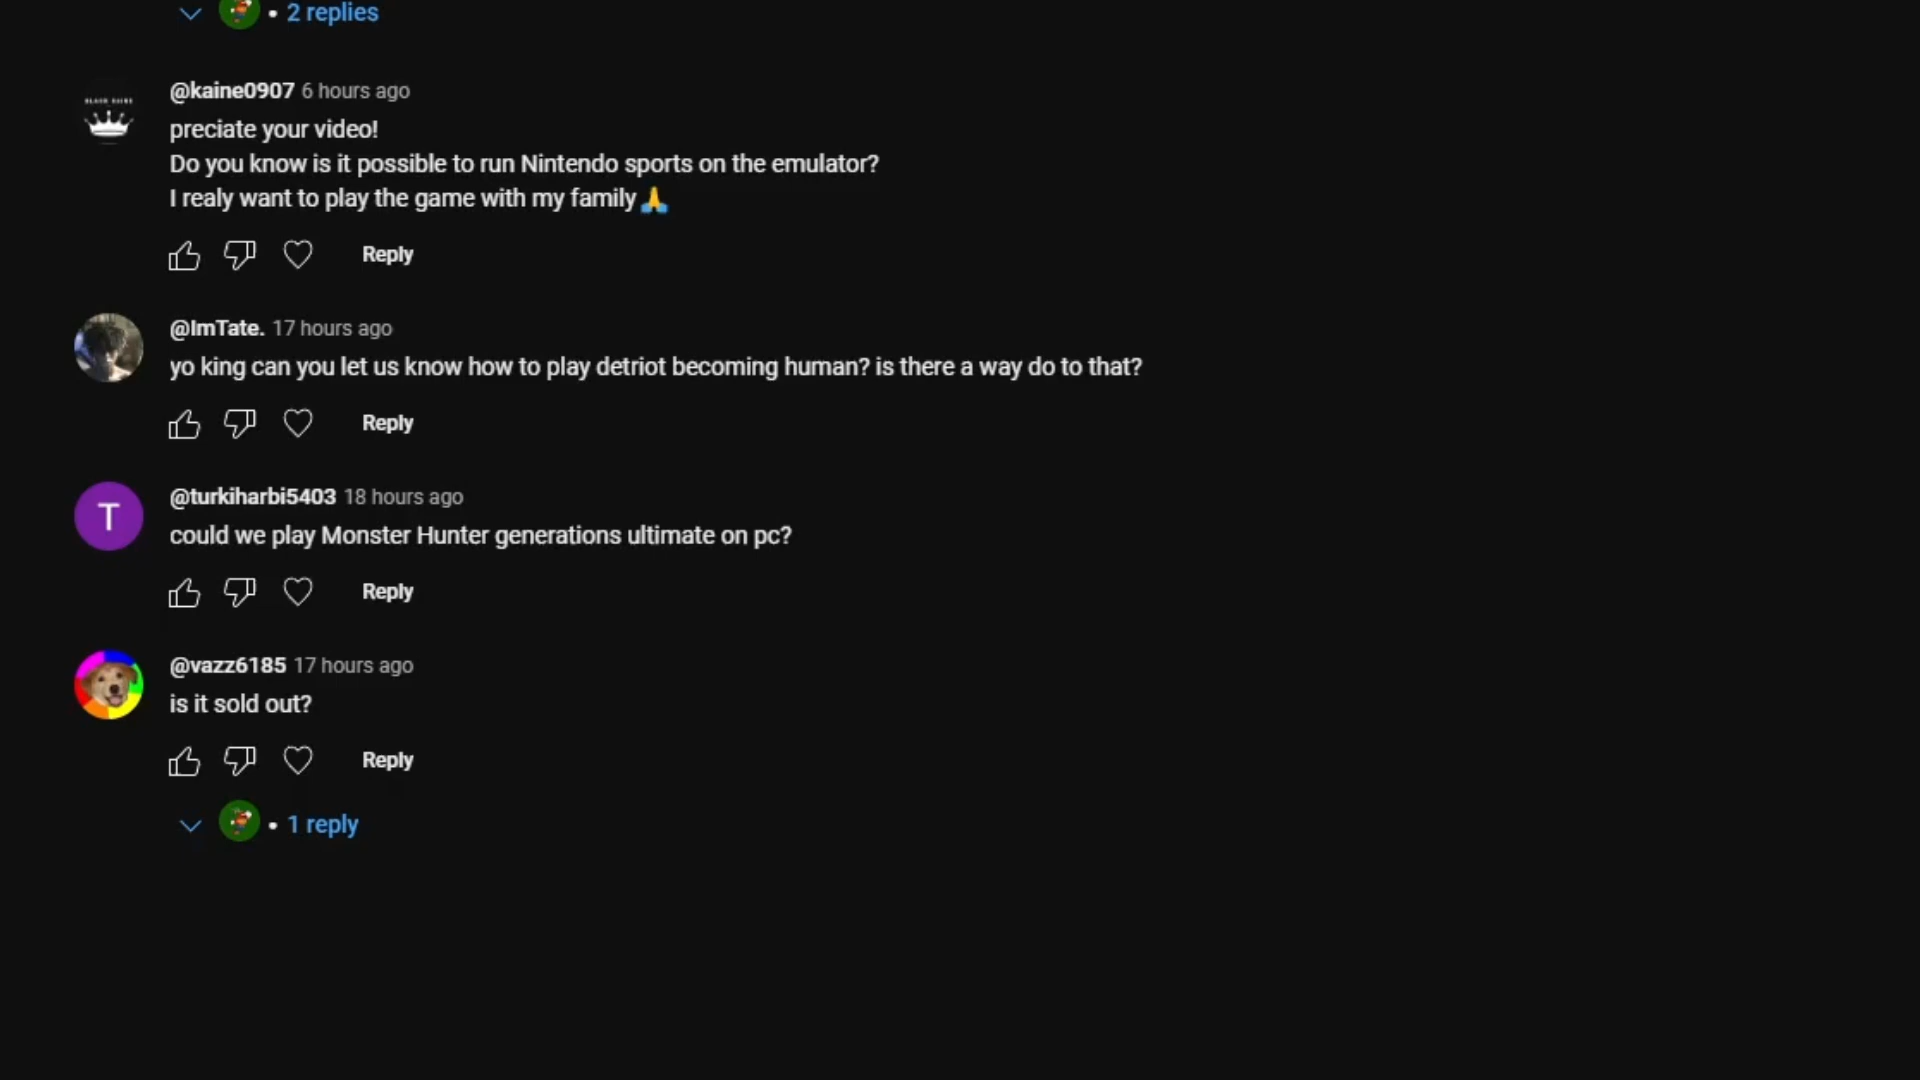 • 2 replies
@kaine0907 6 hours ago
preciate your video!
Do you know is it possible to run Nintendo sports on the emulator?
I realy want to play the game with my family🙏
Reply
@ImTate. 17 hours ago
yo king can you let us know how to play detriot becoming human? is there a way do to that?
Reply
T
@turkiharbi5403 18 hours ago
could we play Monster Hunter generations ultimate on pc?
Reply
@vazz6185 17 hours ago
is it sold out?
Reply
• 1 reply